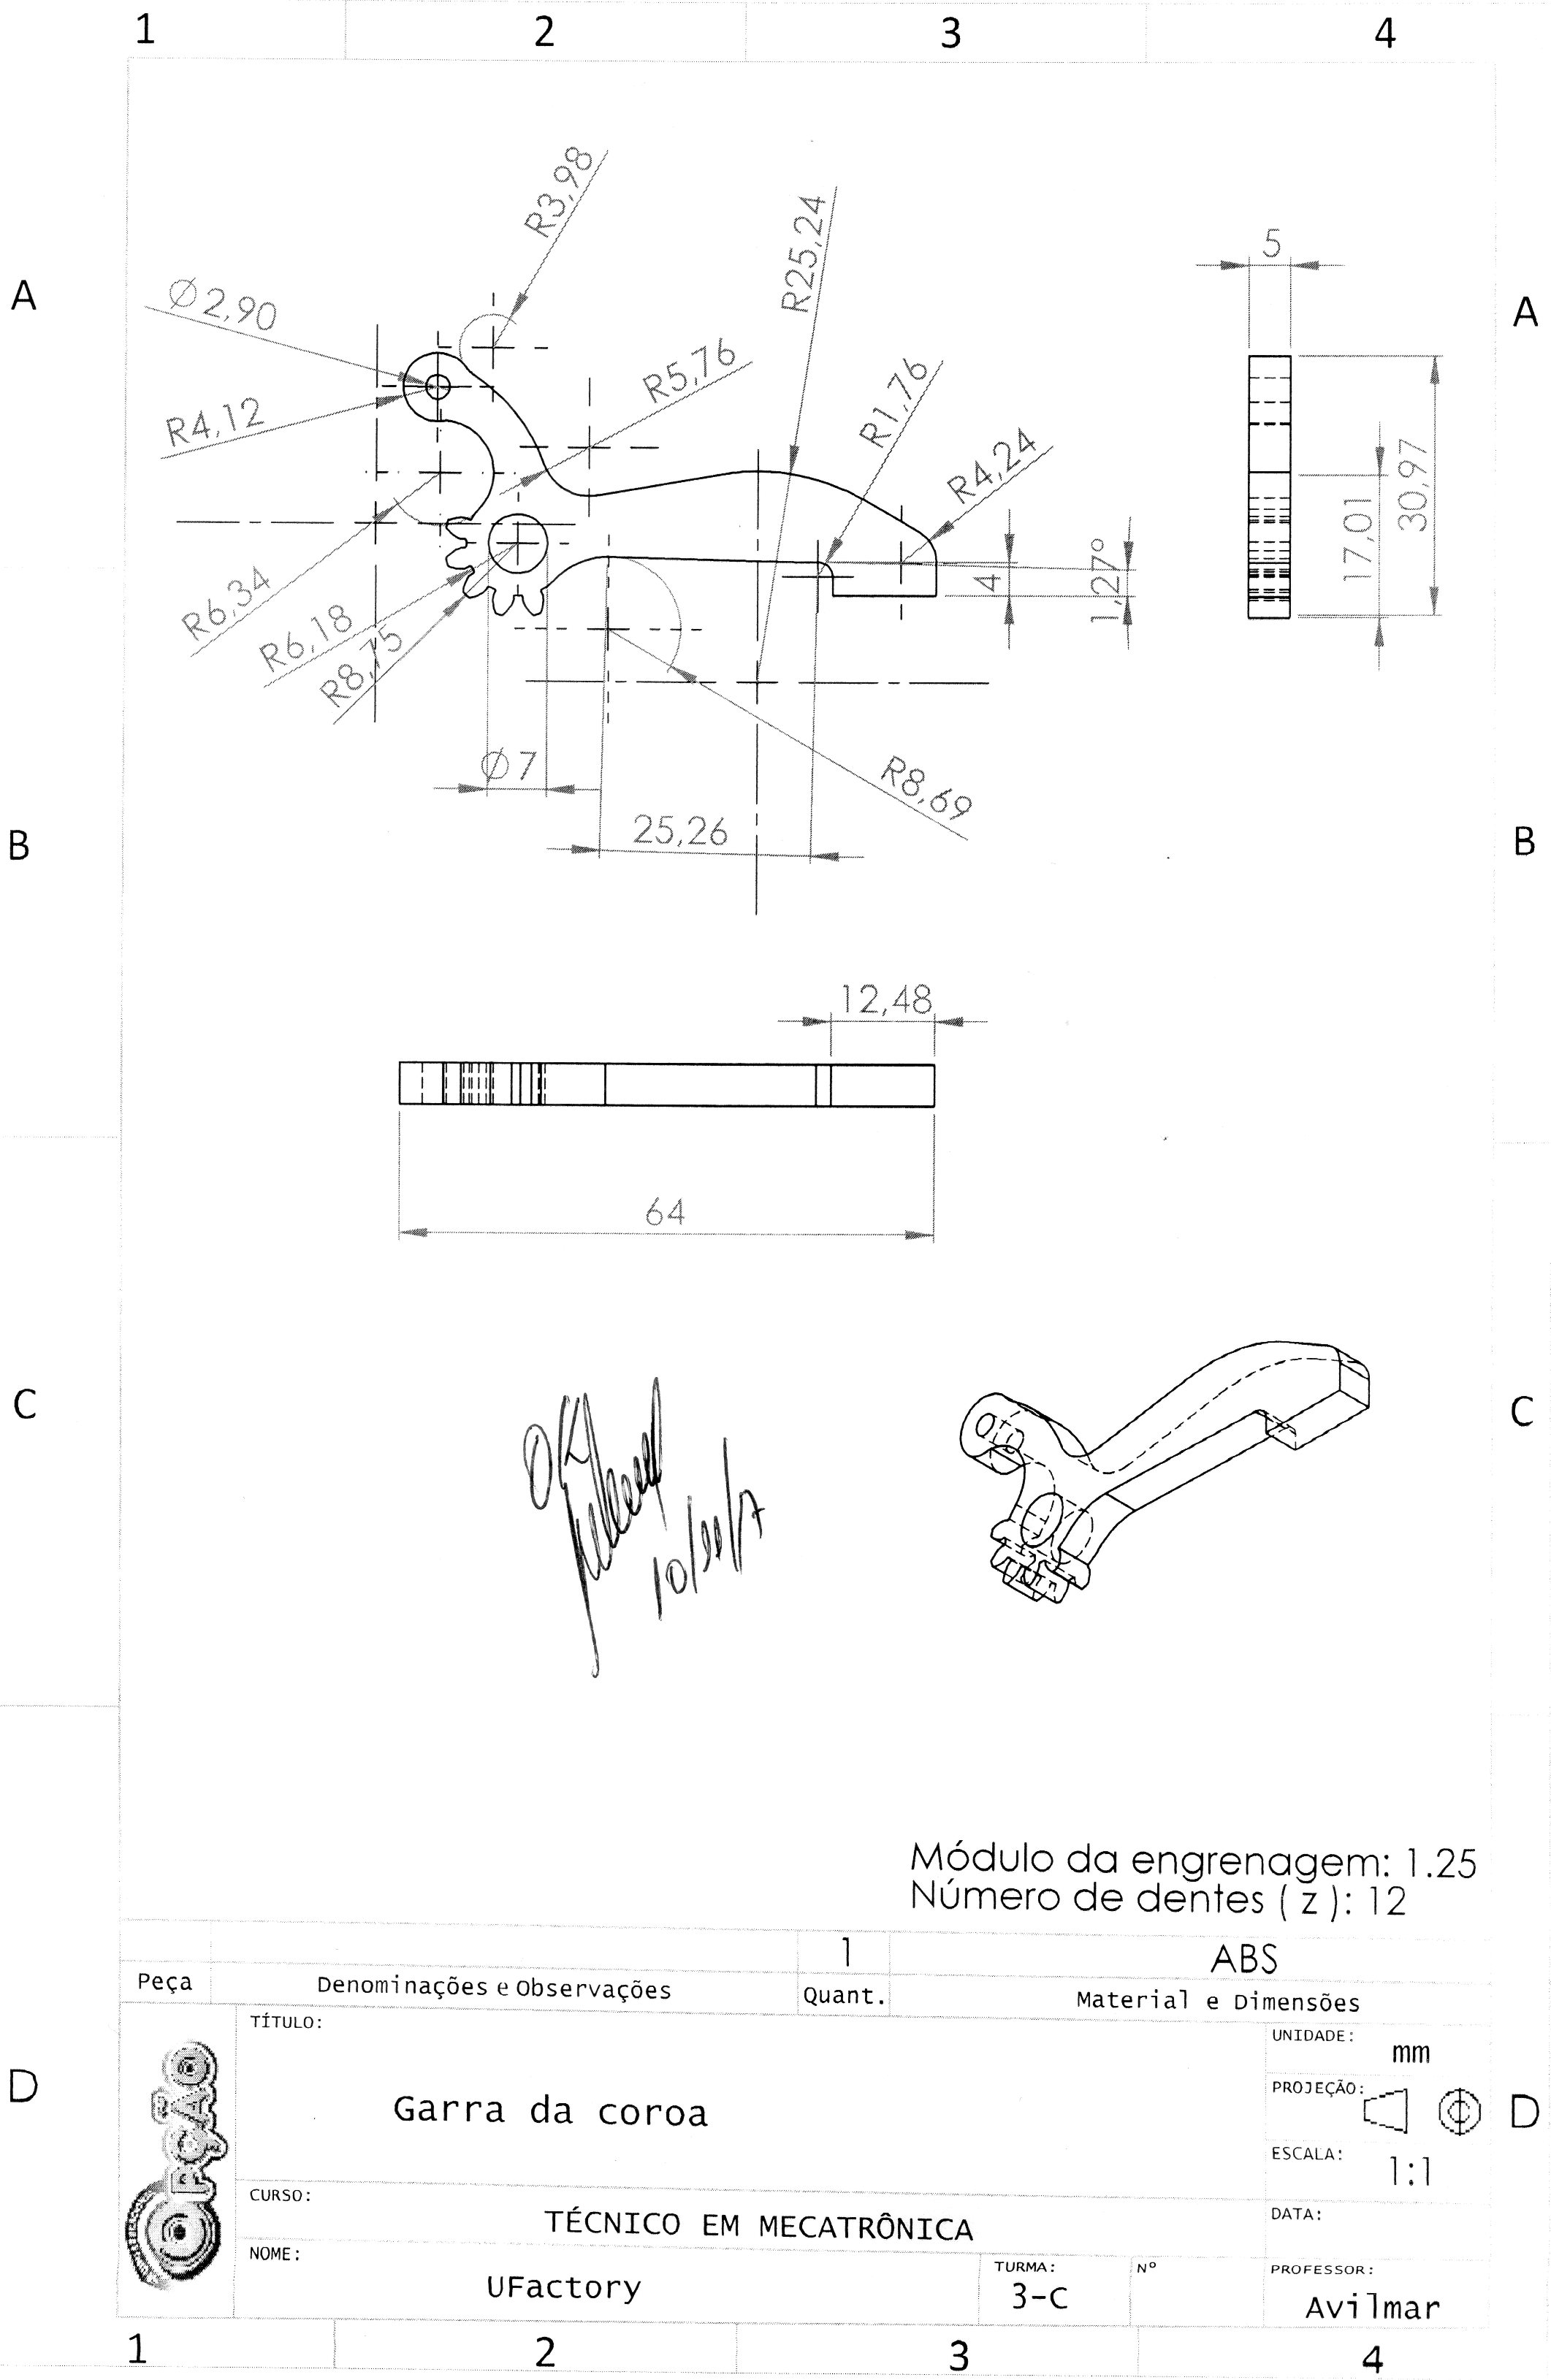 1 2 3 4
A
A
R3,98
R25,24
5
Ø2,90
R5,76
R1,76
R4,12
R4,24
30,97
17,01
4
1,27°
R6,34
R6,18
R8,75
Ø7
R8,69
25,26
B
B
12,48
64
C
C
OK
Módulo da engrenagem: 1.25
Número de dentes ( z ): 12
1 ABS
Peça Denominações e Observações Quant. Material e Dimensões
TÍTULO:
Garra da coroa
UNIDADE: mm
PROJEÇÃO:
ESCALA: 1:1
D
D
OPÇÃO
CURSO:
TÉCNICO EM MECATRÔNICA
DATA:
NOME:
UFactory
TURMA:
3-C
Nº
PROFESSOR:
Avilmar
1 2 3 4